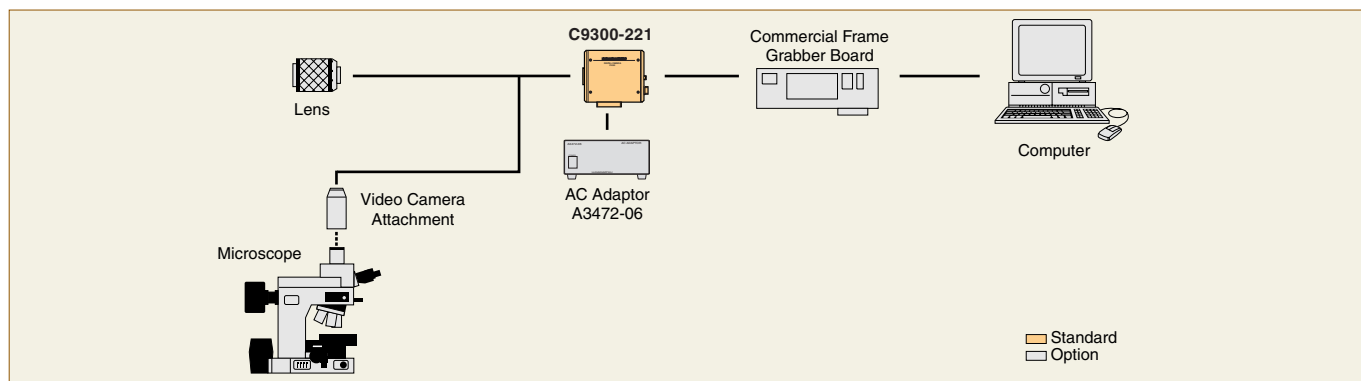 C9300-221
Commercial Frame
Grabber Board
Lens
Computer
AC Adaptor
A3472-06
Video Camera
Attachment
Microscope
Standard
Option